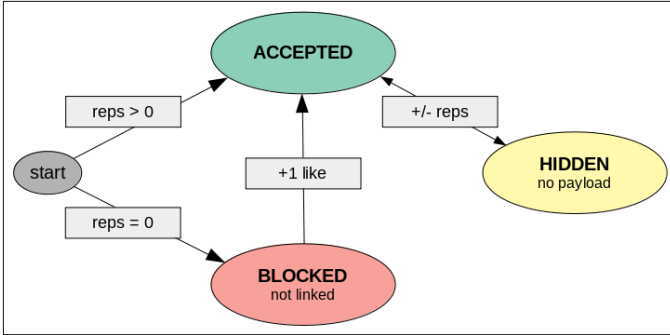 ACCEPTED
reps > 0
+/- reps
start
+1 like
HIDDEN
no payload
reps = 0
BLOCKED
not linked